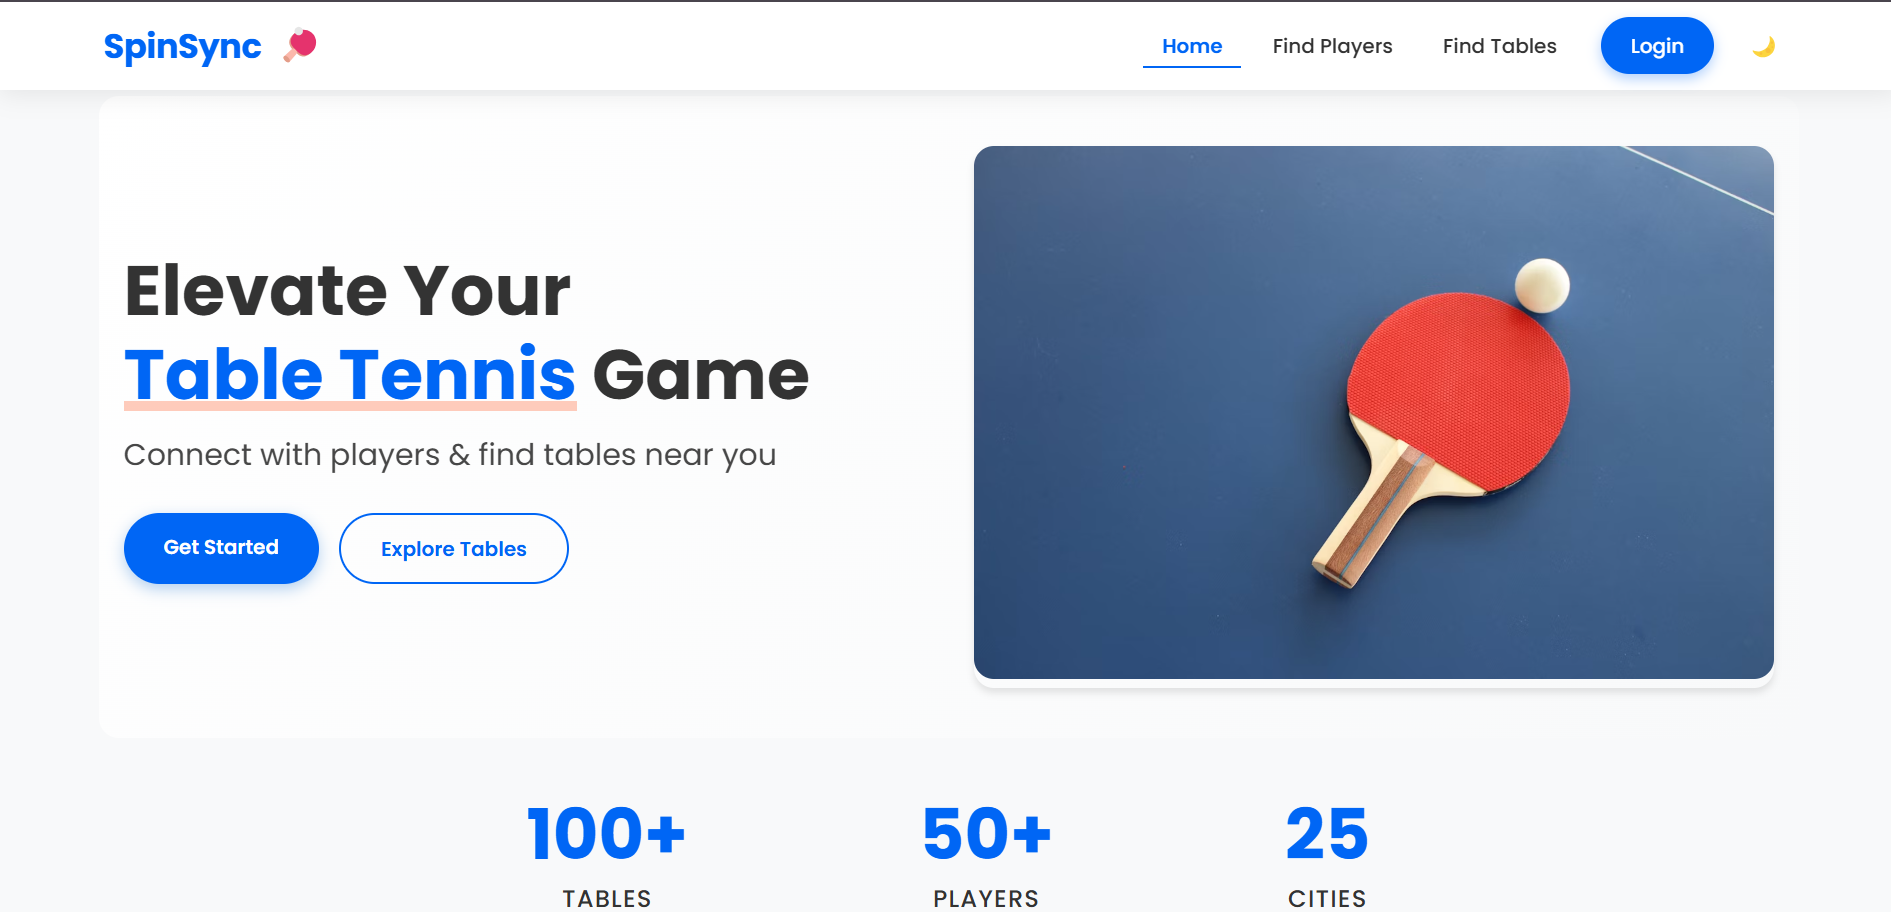 SpinSync
Home
Find Players
Find Tables
Login
Elevate Your
Table Tennis Game
Connect with players & find tables near you
Get Started
Explore Tables
100+
TABLES
50+
PLAYERS
25
CITIES